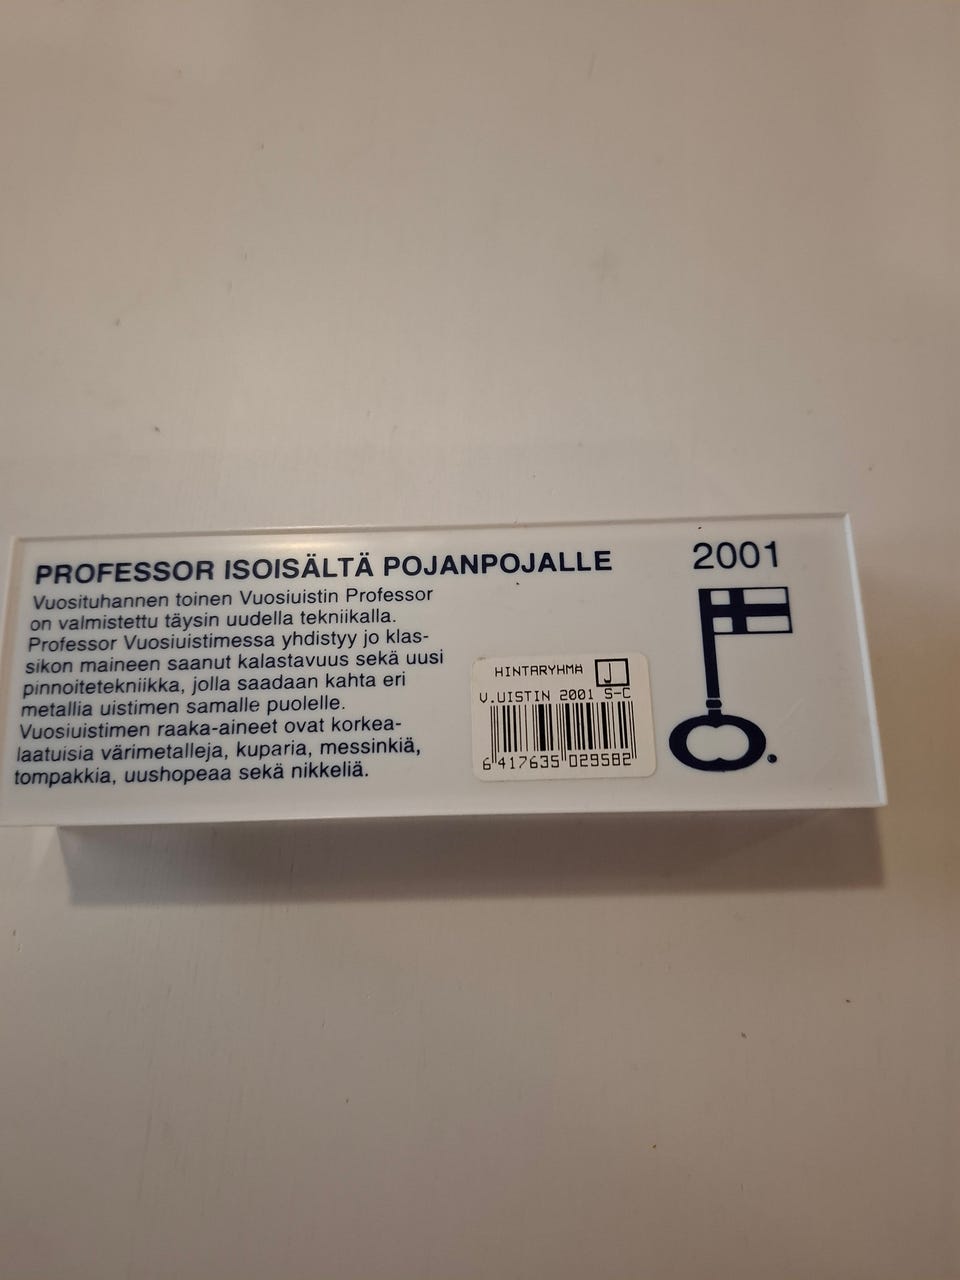 PROFESSOR ISOISÄLTÄ POJANPOJALLE
Vuosituhannen toinen Vuosiuistin Professor
on valmistettu täysin uudella tekniikalla.
Professor Vuosiuistimessa yhdistyy jo klas-
sikon maineen saanut kalastavuus sekä uusi
pinnoitetekniikka, jolla saadaan kahta eri
metallia uistimen samalle puolelle.
Vuosiuistimen raaka-aineet ovat korkea-
laatuisia värimetalleja, kuparia, messinkiä,
tompakkia, uushopeaa sekä nikkeliä.
HINTARYHMA J
V.UISTIN 2001 S-C
6 417635 029582
2001